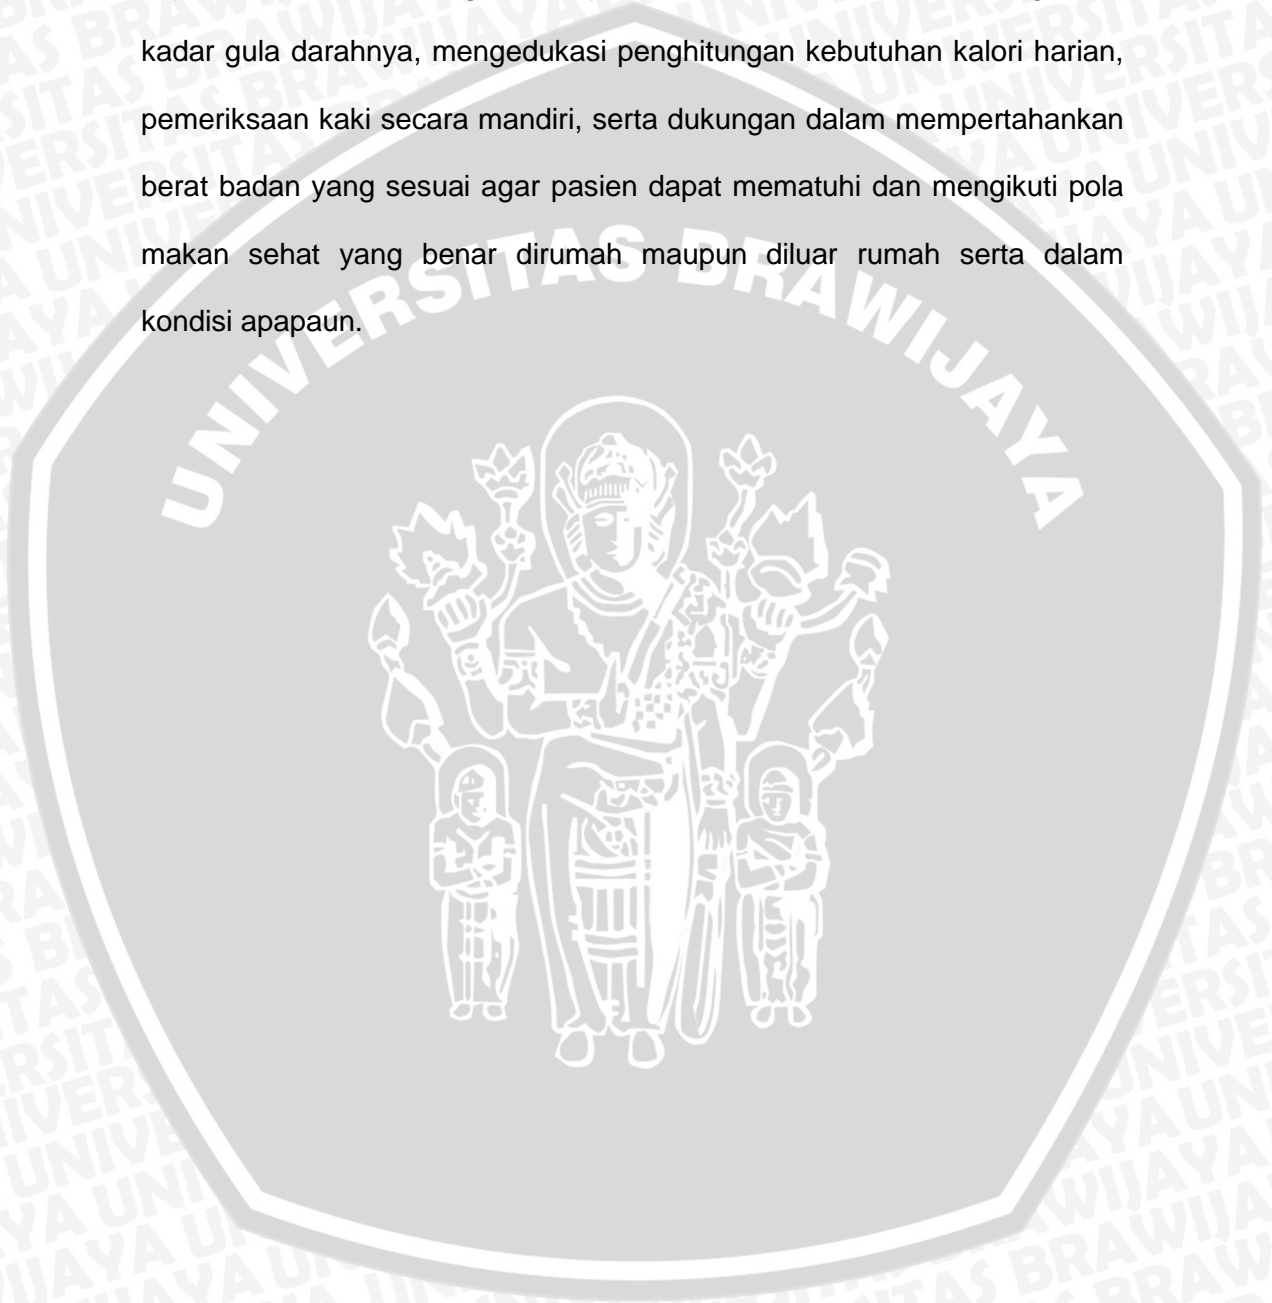 kadar gula darahnya, mengedukasi penghitungan kebutuhan kalori harian,
pemeriksaan kaki secara mandiri, serta dukungan dalam mempertahankan
berat badan yang sesuai agar pasien dapat mematuhi dan mengikuti pola
makan sehat yang benar dirumah maupun diluar rumah serta dalam
kondisi apapaun.
UNIVERSITAS BRAWIJAYA